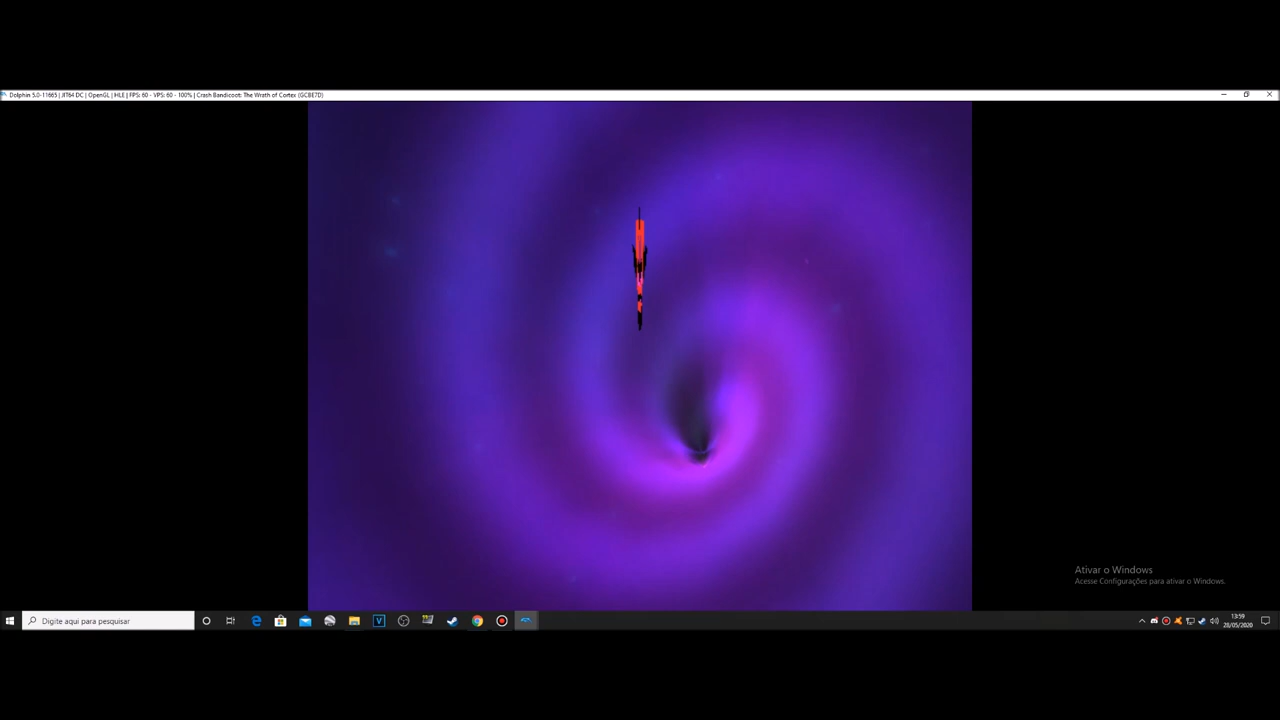 Dolphin 5.0-11665 | JIT64 DC | OpenGL | HLE | FPS: 60 - VPS: 60 - 100% | Crash Bandicoot: The Wrath of Cortex (GCBE7D)
Ativar o Windows
Acesse Configurações para ativar o Windows.
Digite aqui para pesquisar
V
13:59
28/05/2020